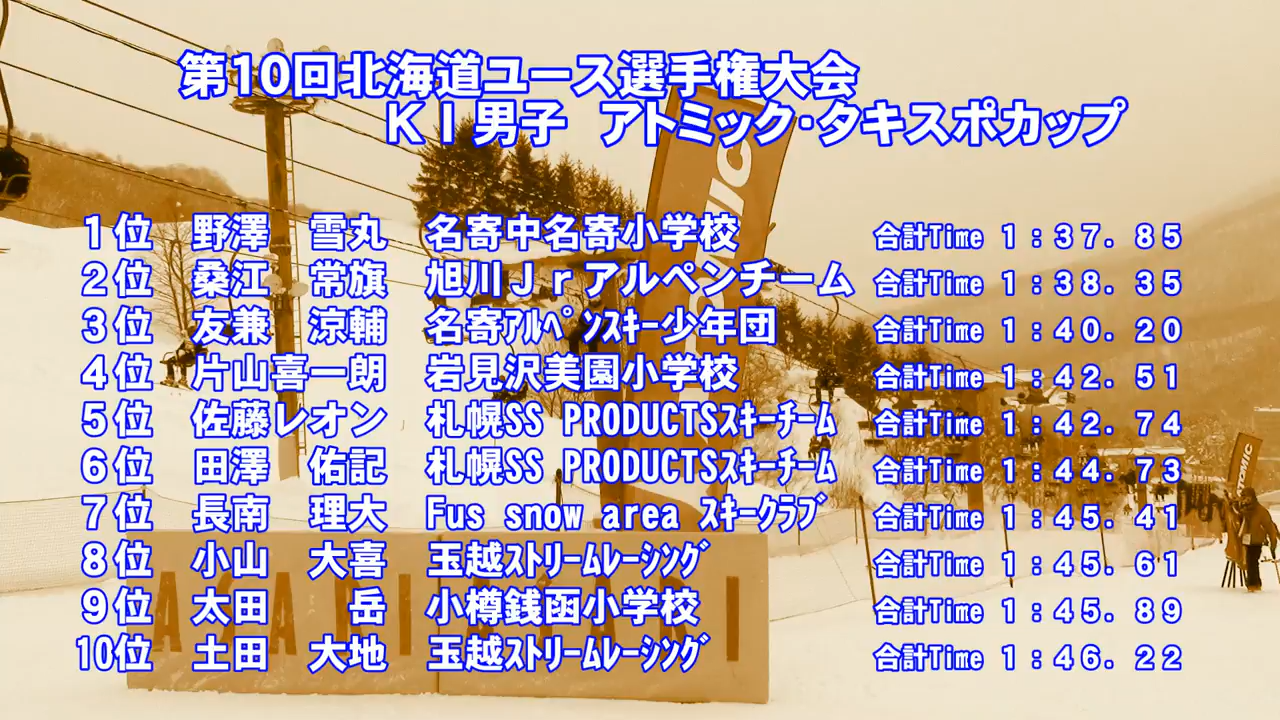 第10回北海道ユース選手権大会
KⅠ男子 アトミック・タキスポカップ
1位 野澤 雪丸 名寄中名寄小学校 合計Time 1:37.85
2位 桑江 常旗 旭川Jrアルペンチーム 合計Time 1:38.35
3位 友兼 涼輔 名寄ｱﾙﾍﾟﾝｽｷｰ少年団 合計Time 1:40.20
4位 片山喜一朗 岩見沢美園小学校 合計Time 1:42.51
5位 佐藤レオン 札幌SS PRODUCTSｽｷｰﾁｰﾑ 合計Time 1:42.74
6位 田澤 佑記 札幌SS PRODUCTSｽｷｰﾁｰﾑ 合計Time 1:44.73
7位 長南 理大 Fus snow area ｽｷｰｸﾗﾌﾞ 合計Time 1:45.41
8位 小山 大喜 玉越ｽﾄﾘｰﾑﾚｰｼﾝｸﾞ 合計Time 1:45.61
9位 太田 岳 小樽銭函小学校 合計Time 1:45.89
10位 土田 大地 玉越ｽﾄﾘｰﾑﾚｰｼﾝｸﾞ 合計Time 1:46.22
ATOMIC
ASARI ASARI